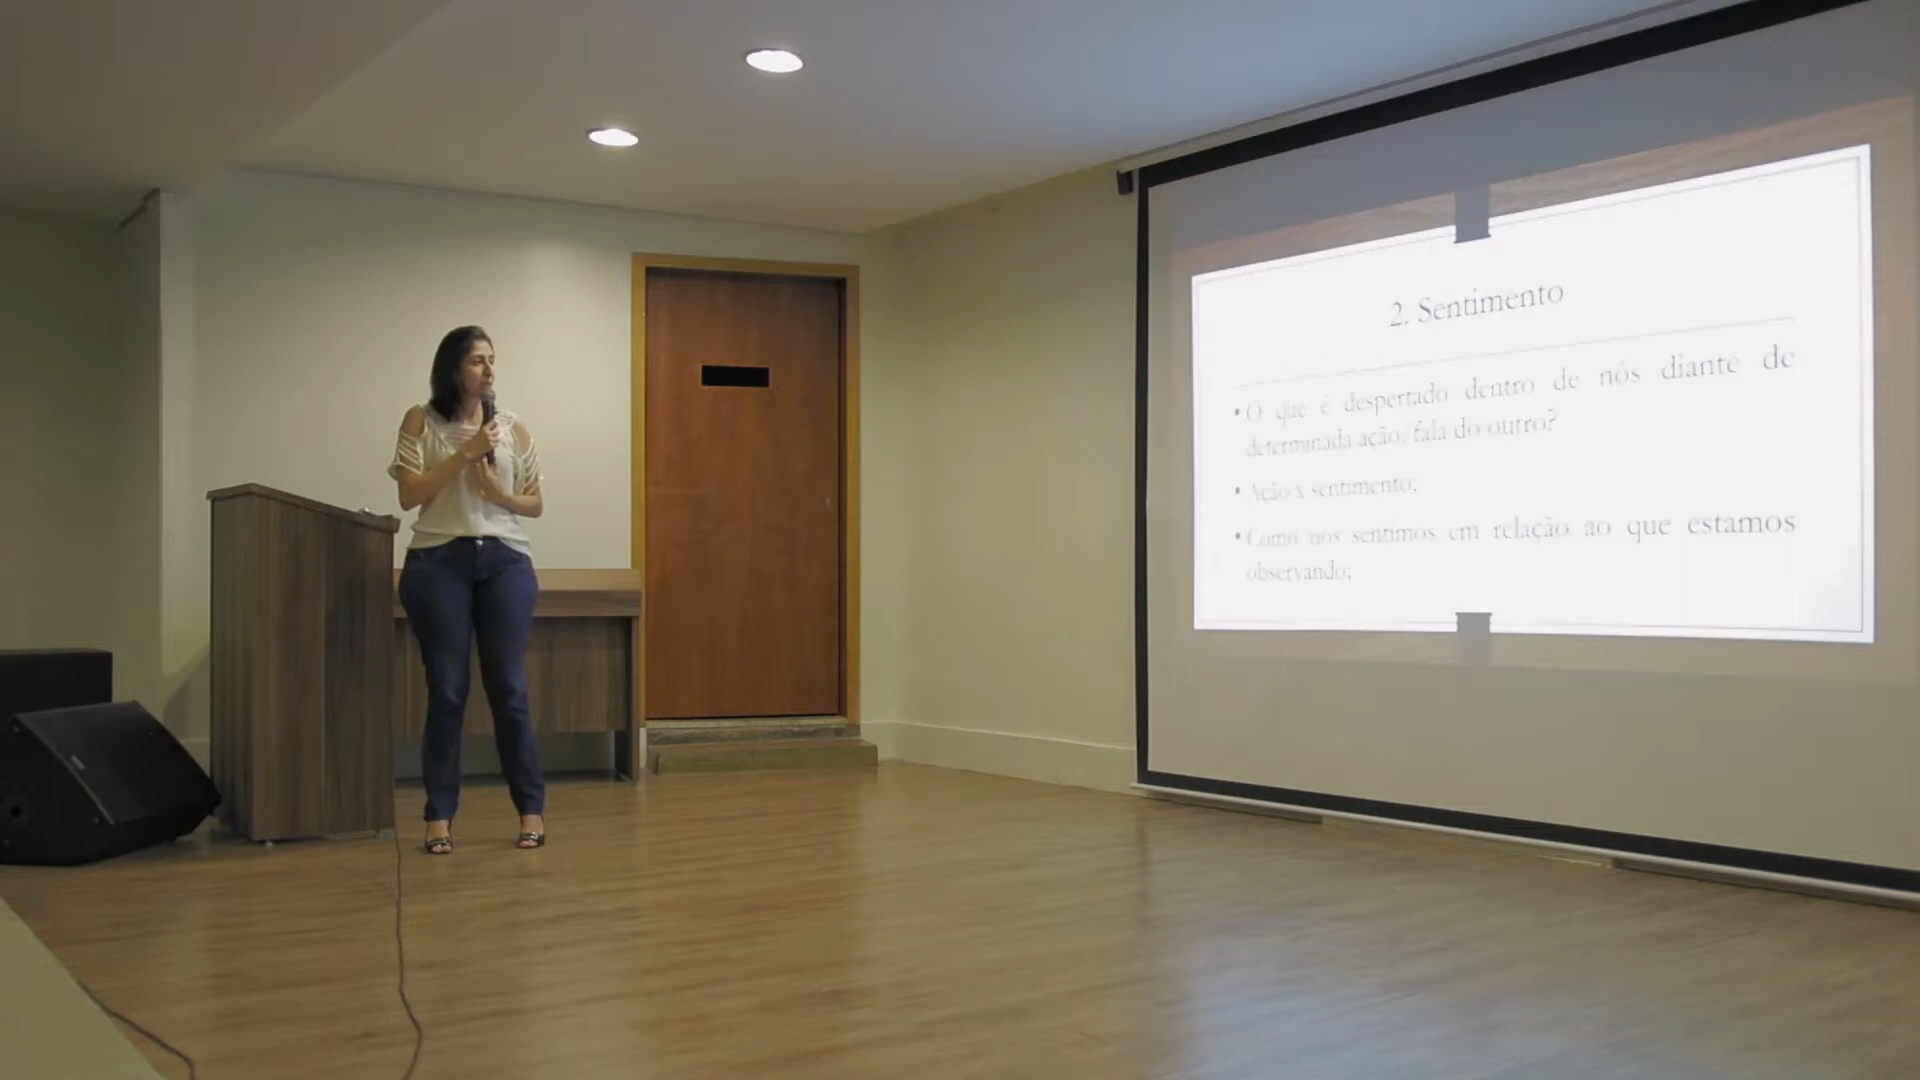 2. Sentimento
• O que é despertado dentro de nós diante de
determinada ação/fala do outro?
• Ação x sentimento;
• Como nos sentimos em relação ao que estamos
observando;